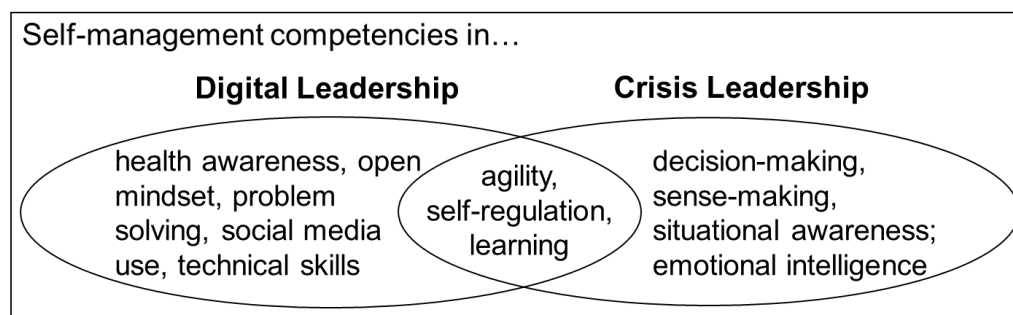 Self-management competencies in…
Digital Leadership
Crisis Leadership
health awareness, open
mindset, problem
solving, social media
use, technical skills
agility,
self-regulation,
learning
decision-making,
sense-making,
situational awareness;
emotional intelligence